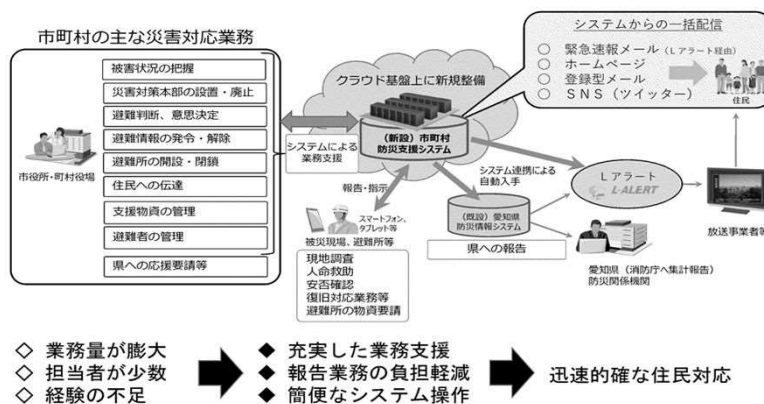 市町村の主な災害対応業務
被害状況の把握
災害対策本部の設置・廃止
避難判断、意思決定
避難情報の発令・解除
避難所の開設・閉鎖
住民への伝達
支援物資の管理
避難者の管理
県への応援要請等
市役所・町村役場
システムによる
業務支援
クラウド基盤上に新規整備
(新設)市町村
防災支援システム
報告・指示
スマートフォン、
タブレット等
被災現場、避難所等
現地調査
人命救助
安否確認
復旧対応業務等
避難所の物資要請
システム連携による
自動入手
(既設)愛知県
防災情報システム
県への報告
システムからの一括配信
○ 緊急速報メール(Lアラート経由)
○ ホームページ
○ 登録型メール
○ SNS(ツイッター)
住民
Lアラート
L-ALERT
放送事業者等
愛知県(消防庁へ集計報告)
防災関係機関
◇ 業務量が膨大
◇ 担当者が少数
◇ 経験の不足
◆ 充実した業務支援
◆ 報告業務の負担軽減
◆ 簡便なシステム操作
迅速的確な住民対応